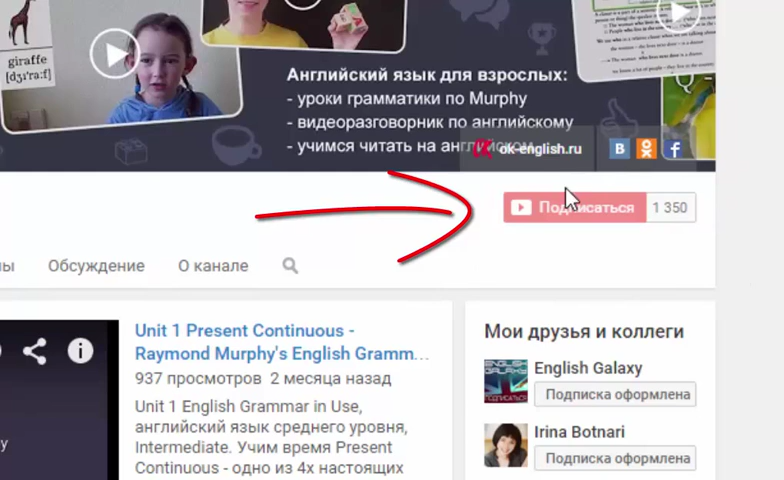 giraffe
[dʒɪ'rɑːf]
Английский язык для взрослых:
- уроки грамматики по Murphy
- видеоразговорник по английскому
- учимся читать на английском
ok-english.ru
В f
Подписаться 1 350
ы Обсуждение О канале
Unit 1 Present Continuous -
Raymond Murphy's English Gramm...
937 просмотров 2 месяца назад
Unit 1 English Grammar in Use,
английский язык среднего уровня,
Intermediate. Учим время Present
Continuous - одно из 4х настоящих
Мои друзья и коллеги
English Galaxy
Подписка оформлена
Irina Botnari
Подписка оформлена